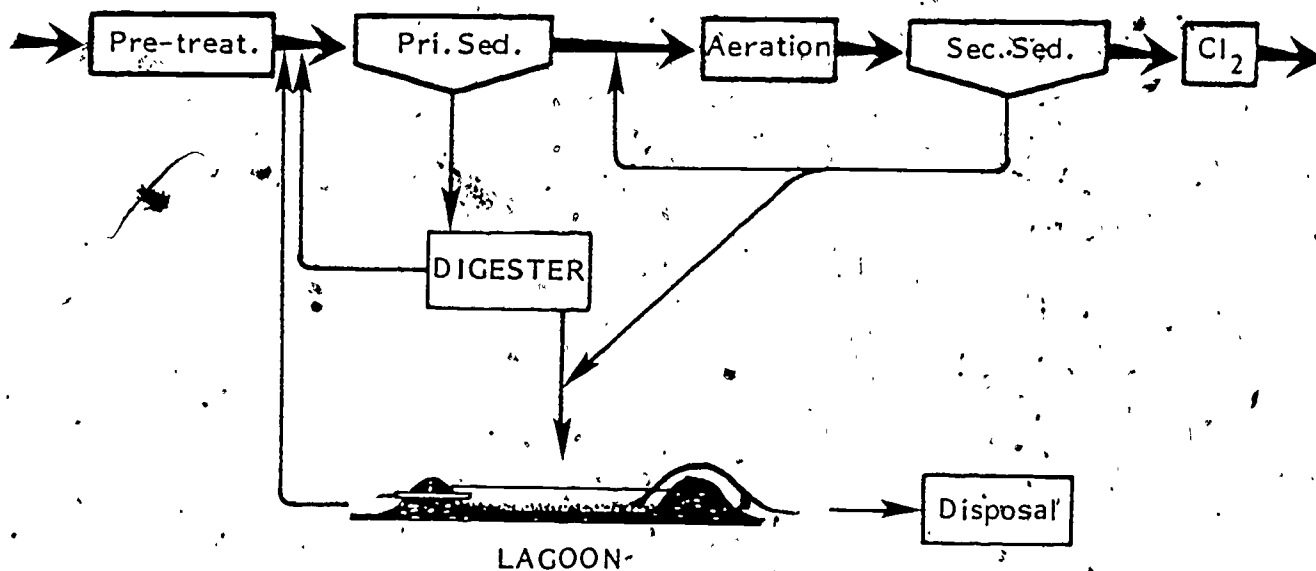 Pre-treat.
Pri. Sed.
Aeration
Sec. Sed.
Cl₂
DIGESTER
Disposal
LAGOON